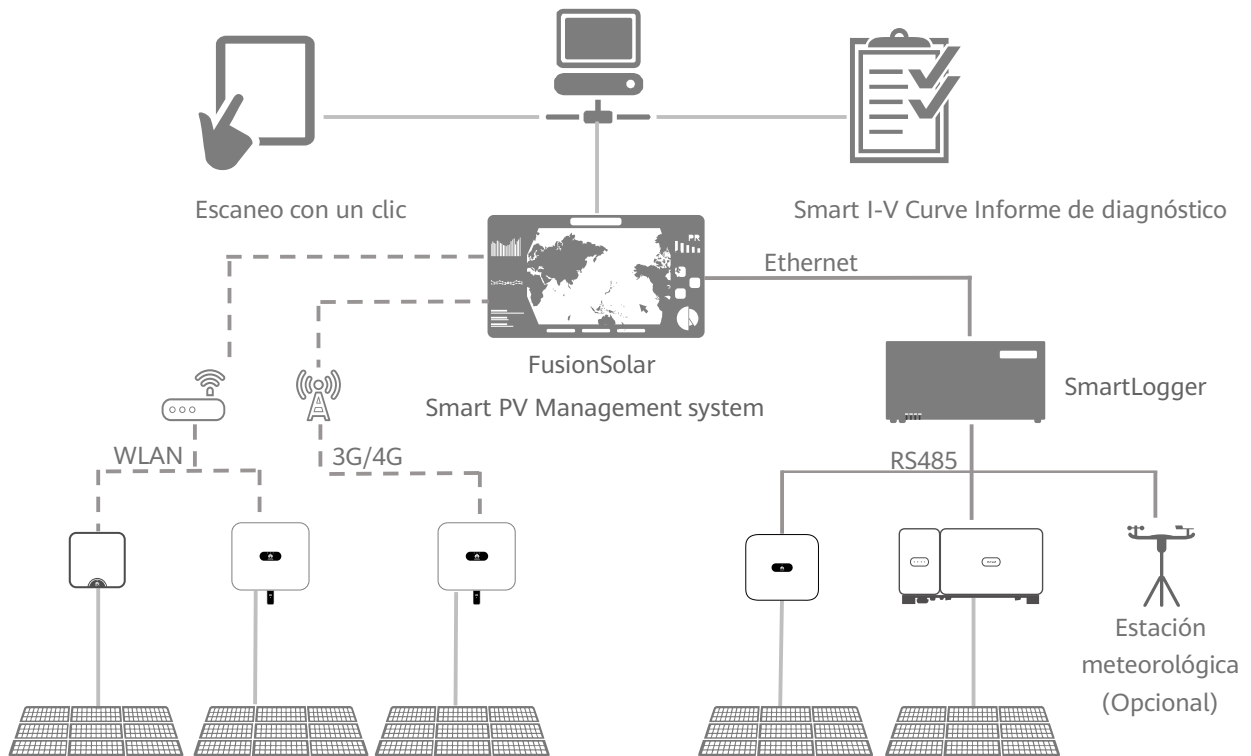 Escaneo con un clic
Smart I-V Curve Informe de diagnóstico
Ethernet
FusionSolar
Smart PV Management system
SmartLogger
WLAN
3G/4G
RS485
Estación
meteorológica
(Opcional)